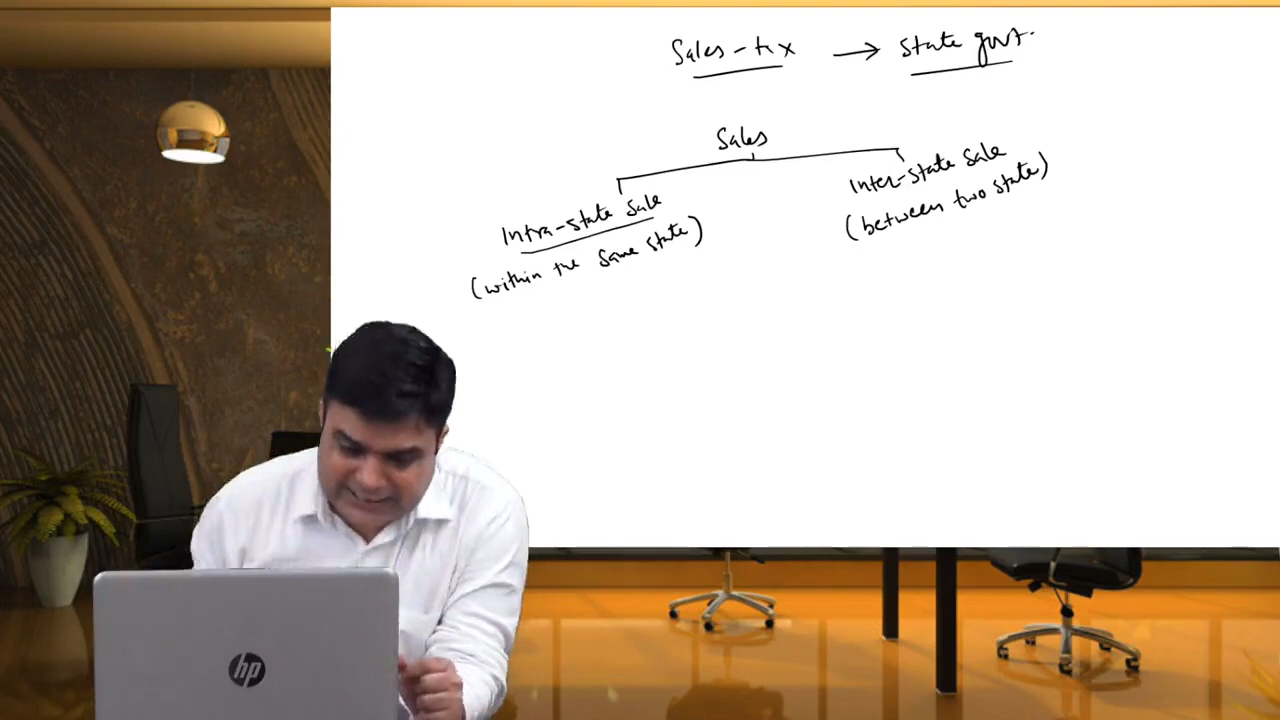 Sales-tax → State govt.
Sales
Intra-state sale
(within the same state)
Inter-state sale
(between two state)
hp